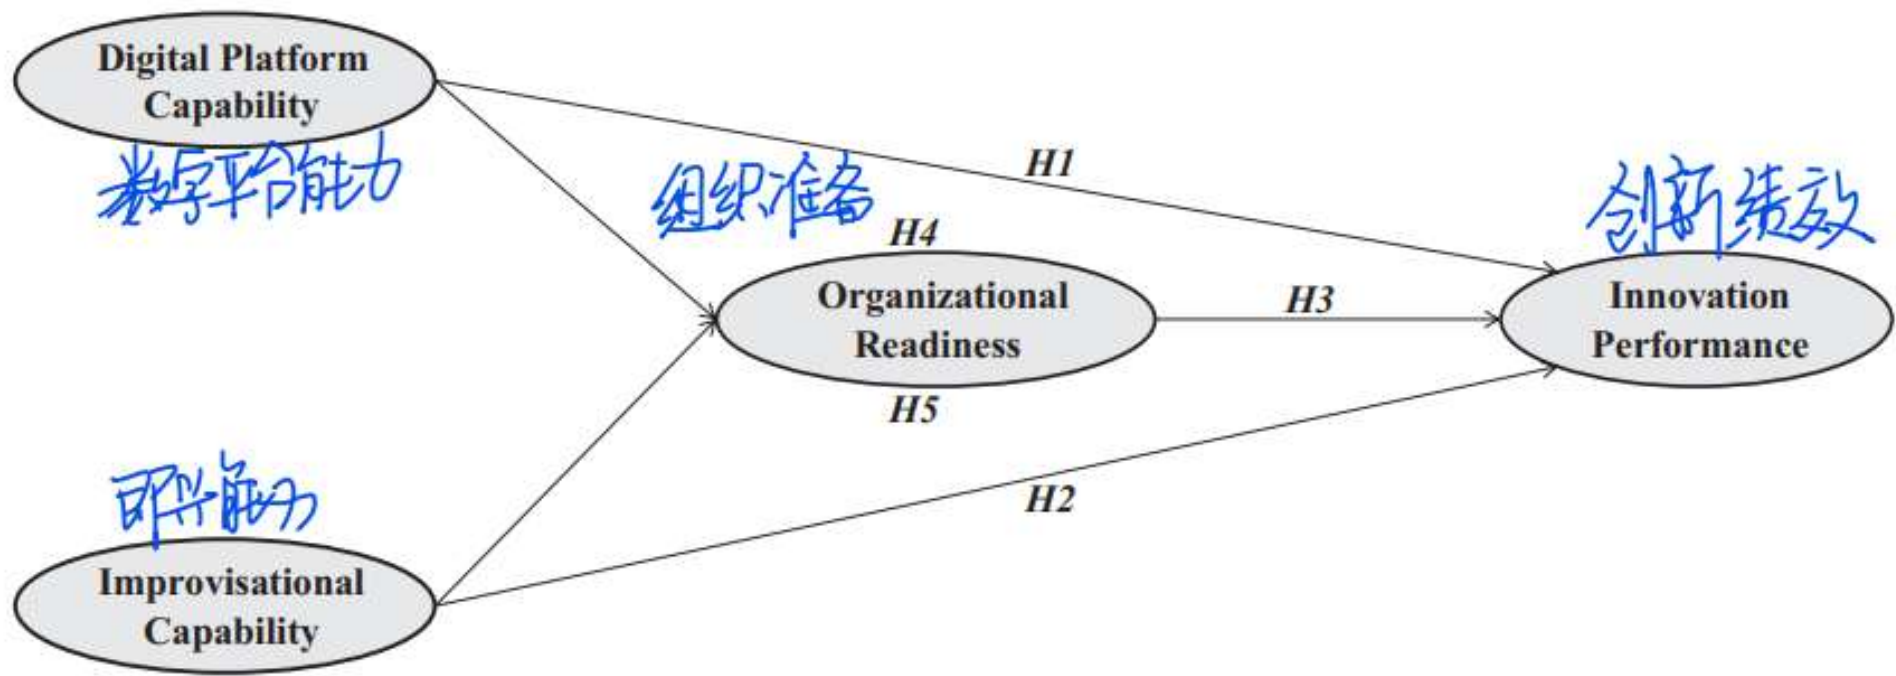 Digital Platform
Capability
数字平台能力
组织准备
H1
创新绩效
H4
Organizational
Readiness
H3
Innovation
Performance
H5
即兴能力
H2
Improvisational
Capability